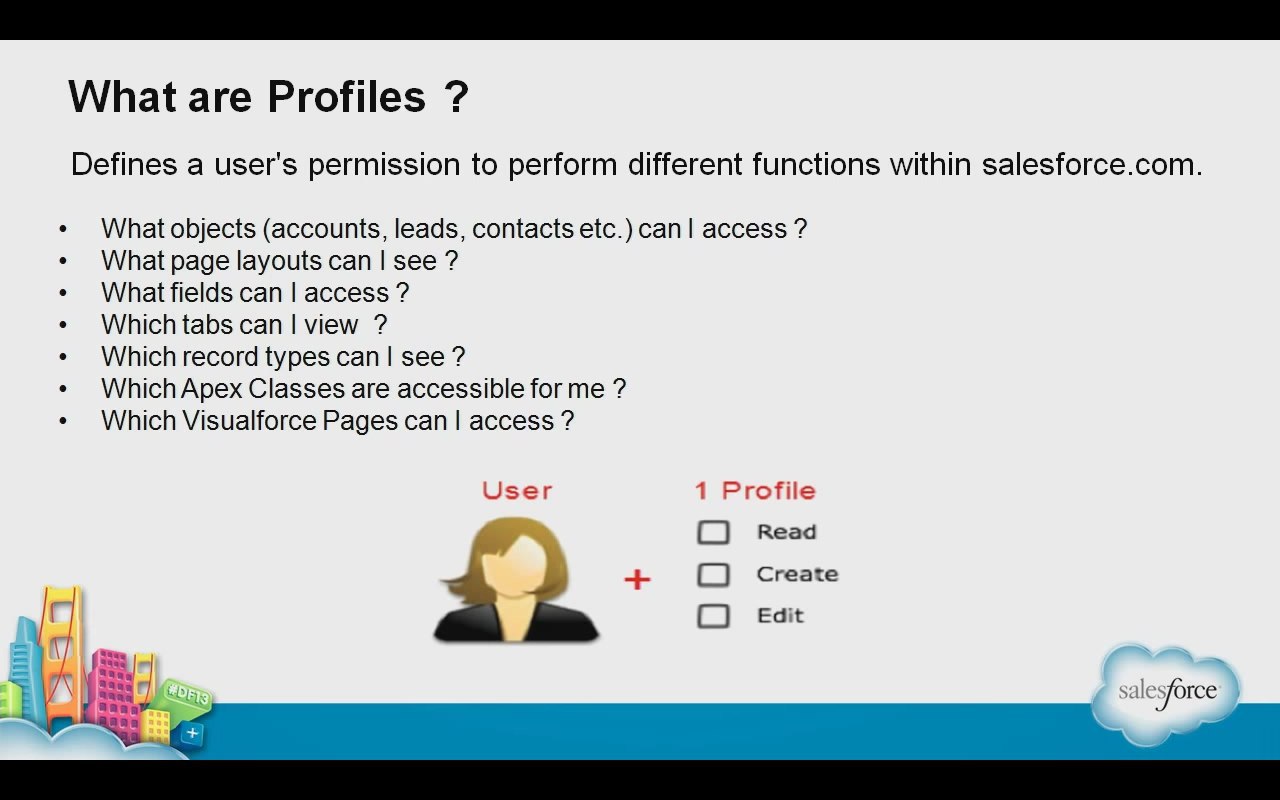 What are Profiles ?
Defines a user's permission to perform different functions within salesforce.com.
• What objects (accounts, leads, contacts etc.) can I access ?
• What page layouts can I see ?
• What fields can I access ?
• Which tabs can I view  ?
• Which record types can I see ?
• Which Apex Classes are accessible for me ?
• Which Visualforce Pages can I access ?
User
1 Profile
+
Read
Create
Edit
#DF13
+
salesforce